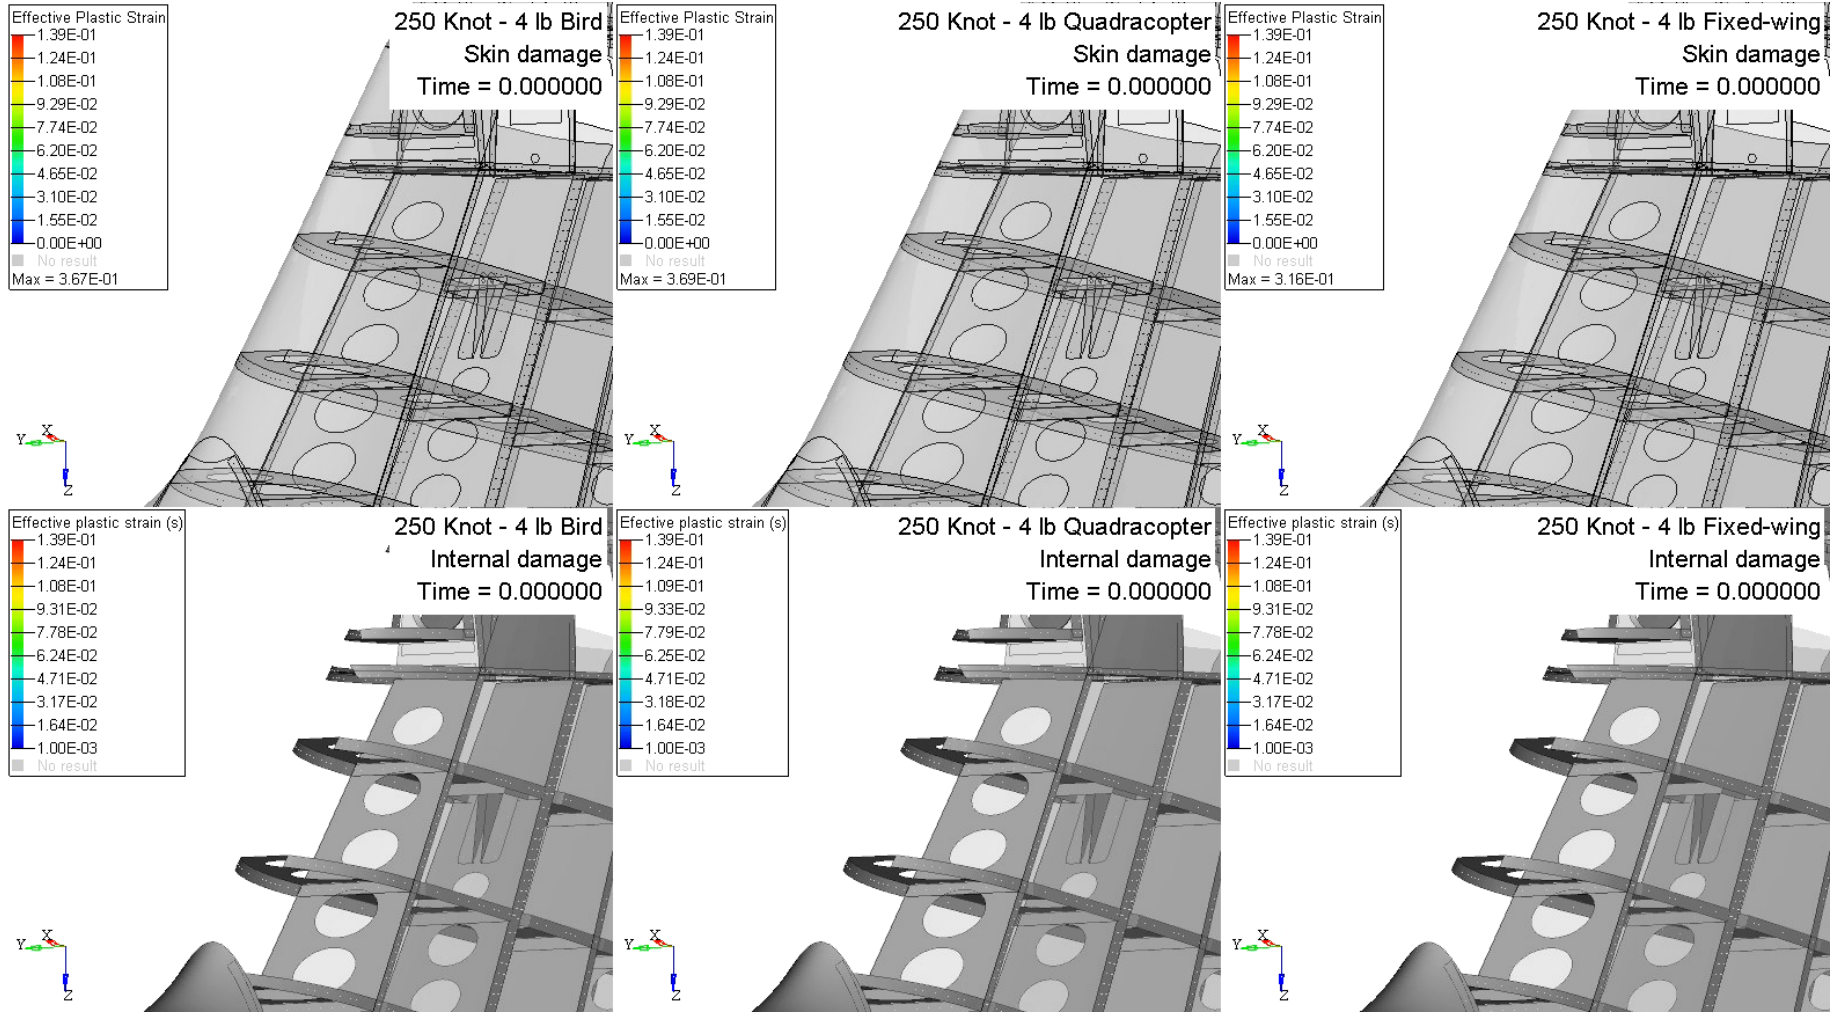 Effective Plastic Strain
1.39E-01
1.24E-01
1.08E-01
9.29E-02
7.74E-02
6.20E-02
4.65E-02
3.10E-02
1.55E-02
0.00E+00
No result
Max = 3.67E-01
250 Knot - 4 lb Bird
Skin damage
Time = 0.000000
X
Y
Z
Effective Plastic Strain
1.39E-01
1.24E-01
1.08E-01
9.29E-02
7.74E-02
6.20E-02
4.65E-02
3.10E-02
1.55E-02
0.00E+00
No result
Max = 3.69E-01
250 Knot - 4 lb Quadracopter
Skin damage
Time = 0.000000
X
Y
Z
Effective Plastic Strain
1.39E-01
1.24E-01
1.08E-01
9.29E-02
7.74E-02
6.20E-02
4.65E-02
3.10E-02
1.55E-02
0.00E+00
No result
Max = 3.16E-01
250 Knot - 4 lb Fixed-wing
Skin damage
Time = 0.000000
X
Y
Z
Effective plastic strain (s)
1.39E-01
1.24E-01
1.08E-01
9.31E-02
7.78E-02
6.24E-02
4.71E-02
3.17E-02
1.64E-02
1.00E-03
No result
250 Knot - 4 lb Bird
Internal damage
Time = 0.000000
X
Y
Z
Effective plastic strain (s)
1.39E-01
1.24E-01
1.09E-01
9.33E-02
7.79E-02
6.25E-02
4.71E-02
3.18E-02
1.64E-02
1.00E-03
No result
250 Knot - 4 lb Quadracopter
Internal damage
Time = 0.000000
X
Y
Z
Effective plastic strain (s)
1.39E-01
1.24E-01
1.08E-01
9.31E-02
7.78E-02
6.24E-02
4.71E-02
3.17E-02
1.64E-02
1.00E-03
No result
250 Knot - 4 lb Fixed-wing
Internal damage
Time = 0.000000
X
Y
Z